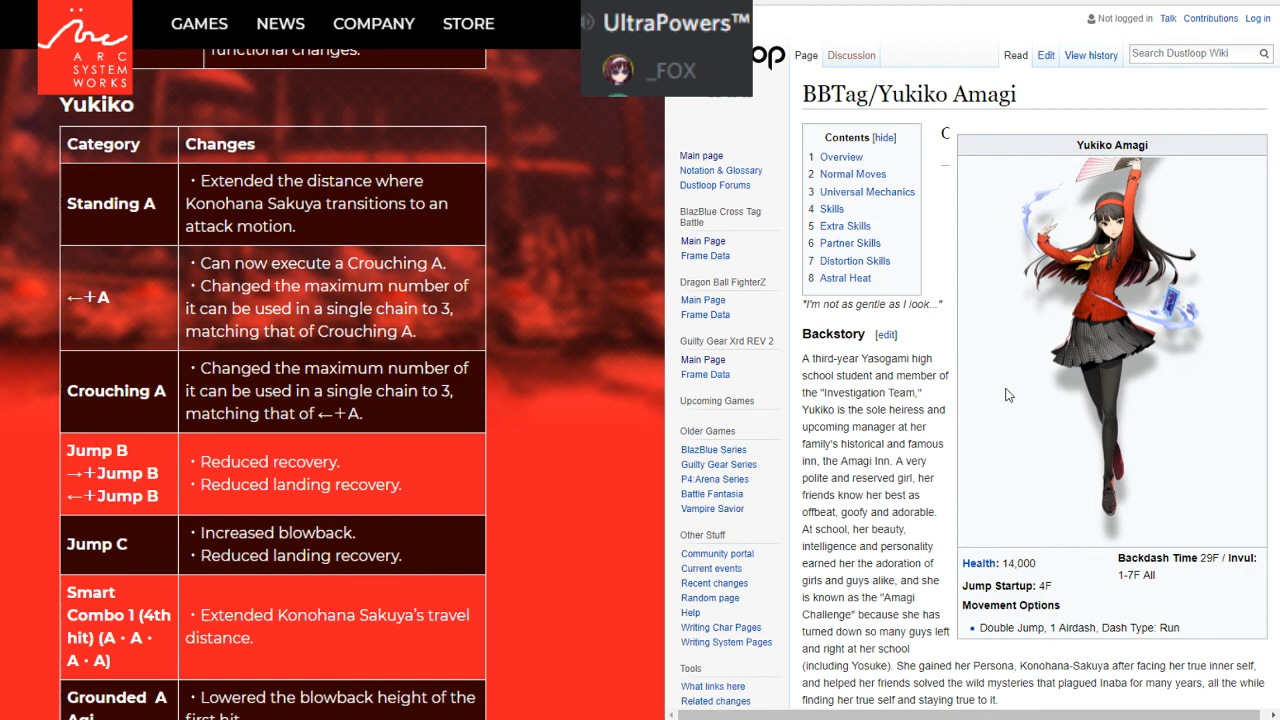 ARC
SYSTEM
WORKS
GAMES NEWS COMPANY STORE
functional changes.
Yukiko
Category Changes
Standing A
・Extended the distance where
Konohana Sakuya transitions to an
attack motion.
←+A
・Can now execute a Crouching A.
・Changed the maximum number of
it can be used in a single chain to 3,
matching that of Crouching A.
Crouching A
・Changed the maximum number of
it can be used in a single chain to 3,
matching that of ←+A.
Jump B
→+Jump B
←+Jump B
・Reduced recovery.
・Reduced landing recovery.
Jump C
・Increased blowback.
・Reduced landing recovery.
Smart
Combo 1 (4th
hit) (A・A・
A・A)
・Extended Konohana Sakuya's travel
distance.
Grounded A
Agi
・Lowered the blowback height of the
first hit.
UltraPowers™
_FOX
op
Not logged in Talk Contributions Log in
Page Discussion Read Edit View history Search Dustloop Wiki
Main page
Notation & Glossary
Dustloop Forums
BlazBlue Cross Tag
Battle
Main Page
Frame Data
Dragon Ball FighterZ
Main Page
Frame Data
Guilty Gear Xrd REV 2
Main Page
Frame Data
Upcoming Games
Older Games
BlazBlue Series
Guilty Gear Series
P4:Arena Series
Battle Fantasia
Vampire Savior
Other Stuff
Community portal
Current events
Recent changes
Random page
Help
Writing Char Pages
Writing System Pages
Tools
What links here
Related changes
BBTag/Yukiko Amagi
Contents [hide]
1 Overview
2 Normal Moves
3 Universal Mechanics
4 Skills
5 Extra Skills
6 Partner Skills
7 Distortion Skills
8 Astral Heat
"I'm not as gentle as I look..."
Backstory [edit]
A third-year Yasogami high
school student and member of
the "Investigation Team,"
Yukiko is the sole heiress and
upcoming manager at her
family's historical and famous
inn, the Amagi Inn. A very
polite and reserved girl, her
friends know her best as
offbeat, goofy and adorable.
At school, her beauty,
intelligence and personality
earned her the adoration of
girls and guys alike, and she
is known as the "Amagi
Challenge" because she has
turned down so many guys left
and right at her school
(including Yosuke). She gained her Persona, Konohana-Sakuya after facing her true inner self,
and helped her friends solved the wild mysteries that plagued Inaba for many years, all the while
finding her true self and staying true to it.
Yukiko Amagi
Health: 14,000
Jump Startup: 4F
Movement Options
• Double Jump, 1 Airdash, Dash Type: Run
Backdash Time 29F / Invul:
1-7F All